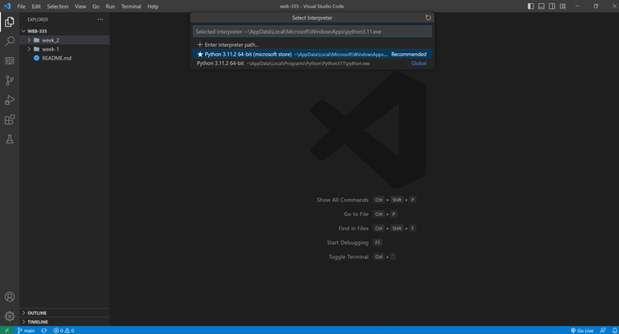 File Edit Selection View Go Run Terminal Help
web-335 - Visual Studio Code
EXPLORER
Select Interpreter
WEB-335
week_2
week-1
README.md
Selected Interpreter: ~\AppData\Local\Microsoft\WindowsApps\python3.11.exe
Enter interpreter path...
Python 3.11.2 64-bit (microsoft store) ~\AppData\Local\Microsoft\WindowsApps... Recommended
Python 3.11.2 64-bit ~\AppData\Local\Programs\Python\Python311\python.exe Global
Show All Commands Ctrl + Shift + P
Go to File Ctrl + P
Find in Files Ctrl + Shift + F
Start Debugging F5
Toggle Terminal Ctrl + `
OUTLINE
TIMELINE
main 0 0 Go Live